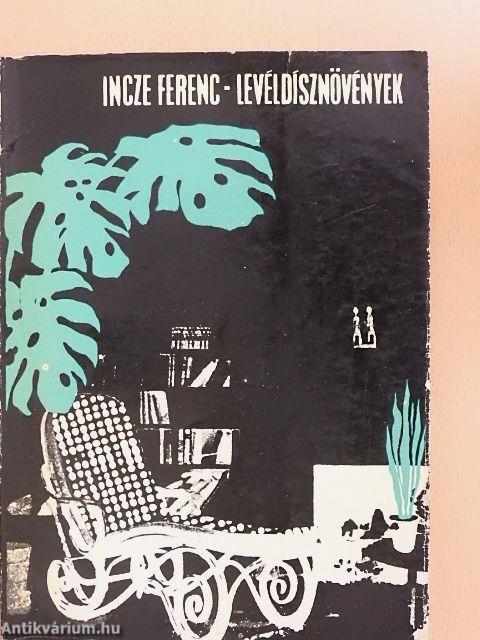 INCZE FERENC - LEVÉLDÍSZNÖVÉNYEK
Antikvárium.hu